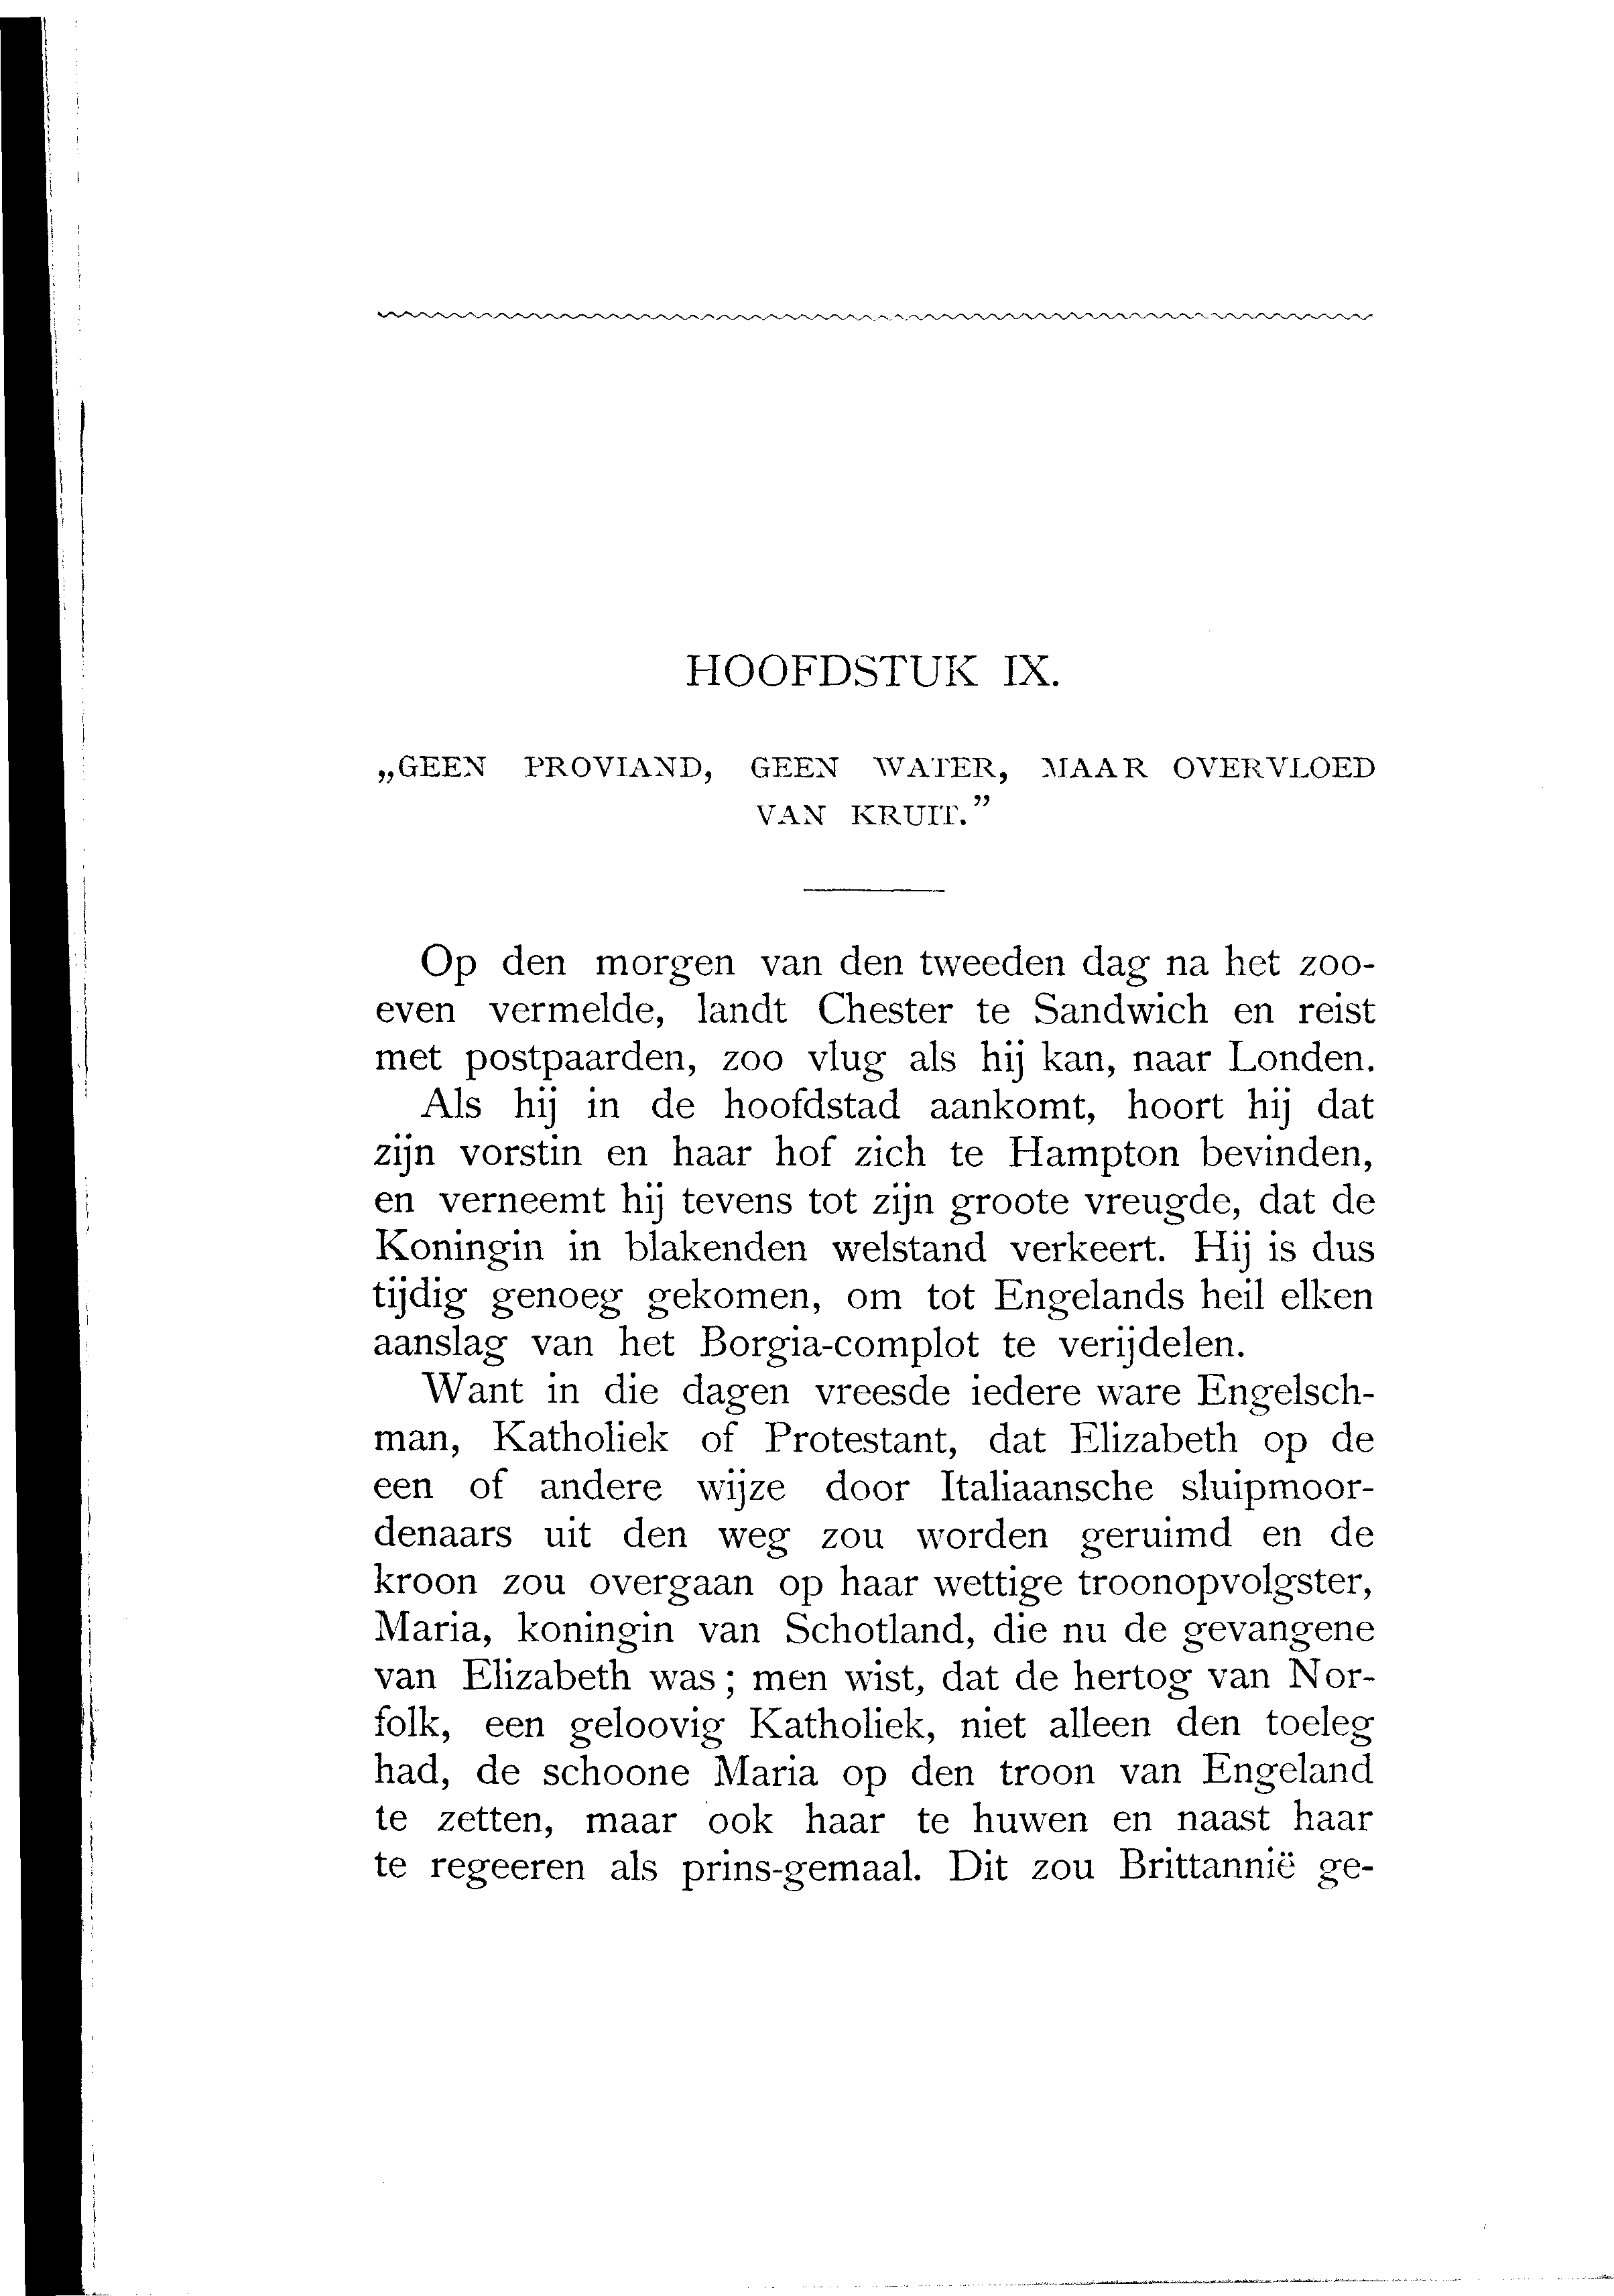 HOOFDSTUK IX.
„GEEN PROVIAND, GEEN WATER, MAAR OVERVLOED
VAN KRUIT.”
Op den morgen van den tweeden dag na het zoo-
even vermelde, landt Chester te Sandwich en reist
met postpaarden, zoo vlug als hij kan, naar Londen.
Als hij in de hoofdstad aankomt, hoort hij dat
zijn vorstin en haar hof zich te Hampton bevinden,
en verneemt hij tevens tot zijn groote vreugde, dat de
Koningin in blakenden welstand verkeert. Hij is dus
tijdig genoeg gekomen, om tot Engelands heil elken
aanslag van het Borgia-complot te verijdelen.
Want in die dagen vreesde iedere ware Engelsch-
man, Katholiek of Protestant, dat Elizabeth op de
een of andere wijze door Italiaansche sluipmoor-
denaars uit den weg zou worden geruimd en de
kroon zou overgaan op haar wettige troonopvolgster,
Maria, koningin van Schotland, die nu de gevangene
van Elizabeth was; men wist, dat de hertog van Nor-
folk, een geloovig Katholiek, niet alleen den toeleg
had, de schoone Maria op den troon van Engeland
te zetten, maar ook haar te huwen en naast haar
te regeeren als prins-gemaal. Dit zou Brittannië ge-